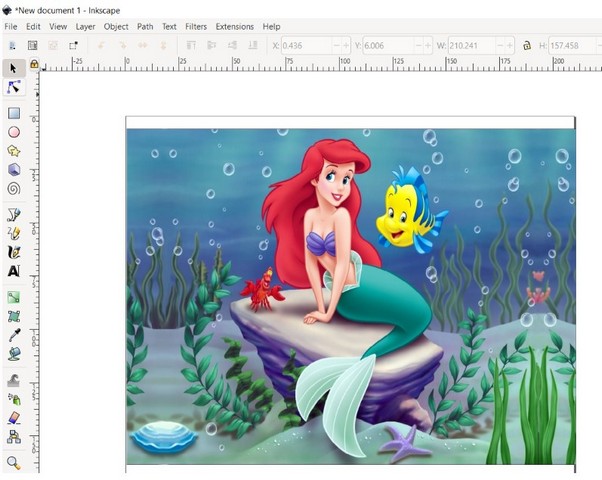 *New document 1 - Inkscape
File Edit View Layer Object Path Text Filters Extensions Help
X: 0.436 Y: 6.006 W: 210.241 H: 157.458
-25 0 25 50 75 100 125 150 175 200
A